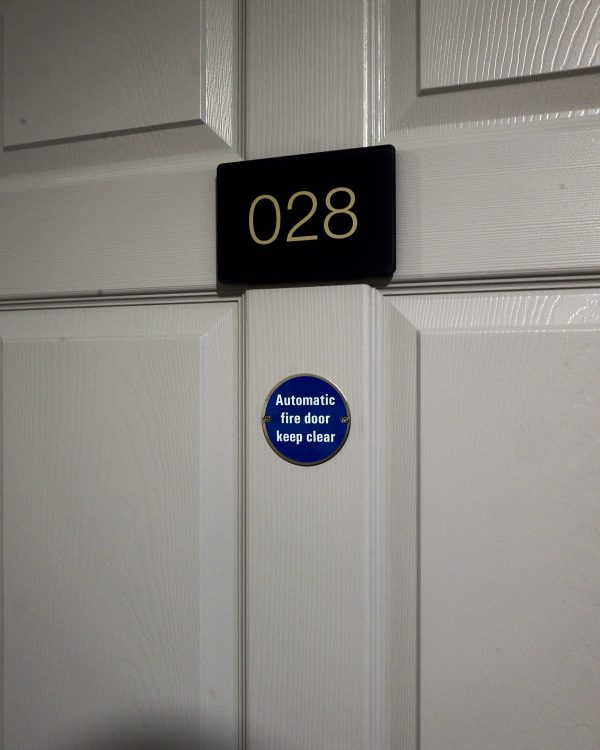 028
Automatic
fire door
keep clear